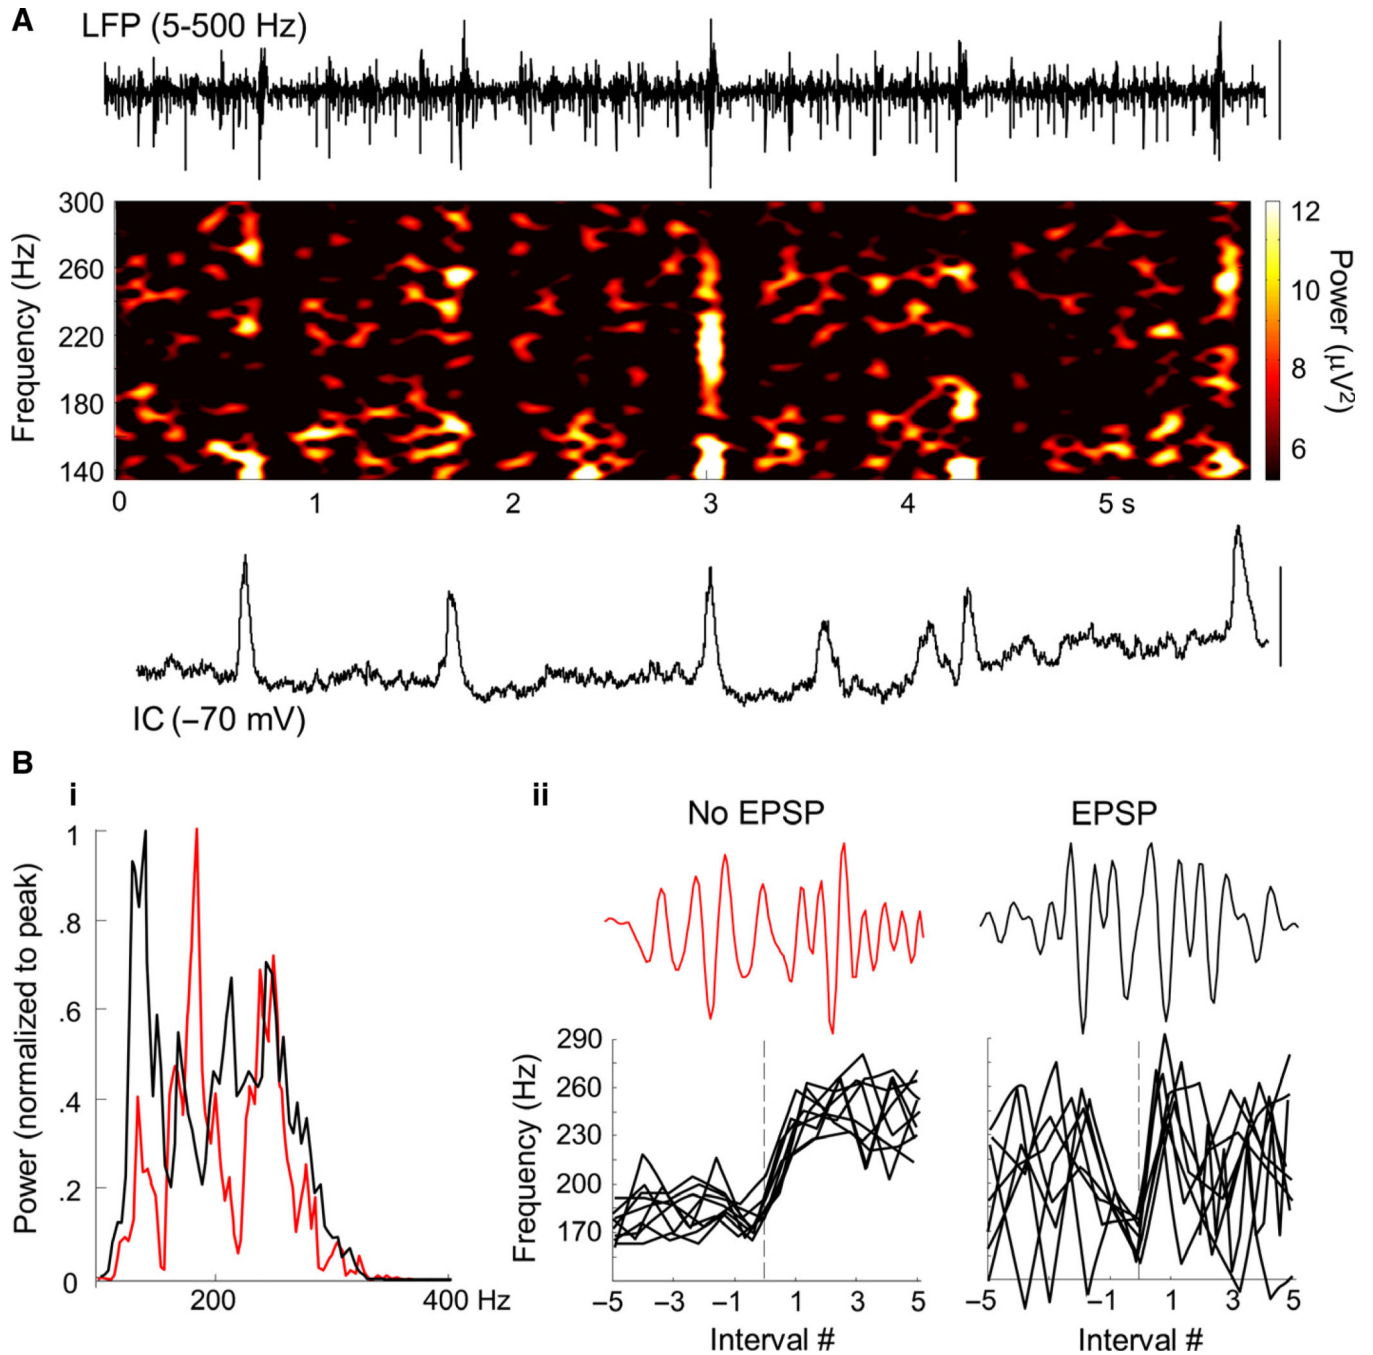 A
LFP (5-500 Hz)
300
260
220
180
140
Frequency (Hz)
12
10
8
6
Power (µV²)
0 1 2 3 4 5 s
IC (–70 mV)
B
i
1
.8
.6
.4
.2
0
Power (normalized to peak)
200 400 Hz
ii
No EPSP EPSP
290
260
230
200
170
Frequency (Hz)
–5 –3 –1 1 3 5
Interval #
–5 –1 1 3 5
Interval #